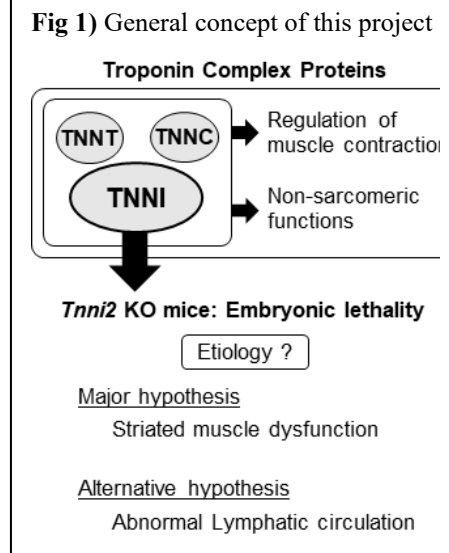 Fig 1) General concept of this project
Troponin Complex Proteins
TNNT
TNNC
Regulation of
muscle contraction
TNNI
Non-sarcomeric
functions
Tnni2 KO mice: Embryonic lethality
Etiology ?
Major hypothesis
Striated muscle dysfunction
Alternative hypothesis
Abnormal Lymphatic circulation